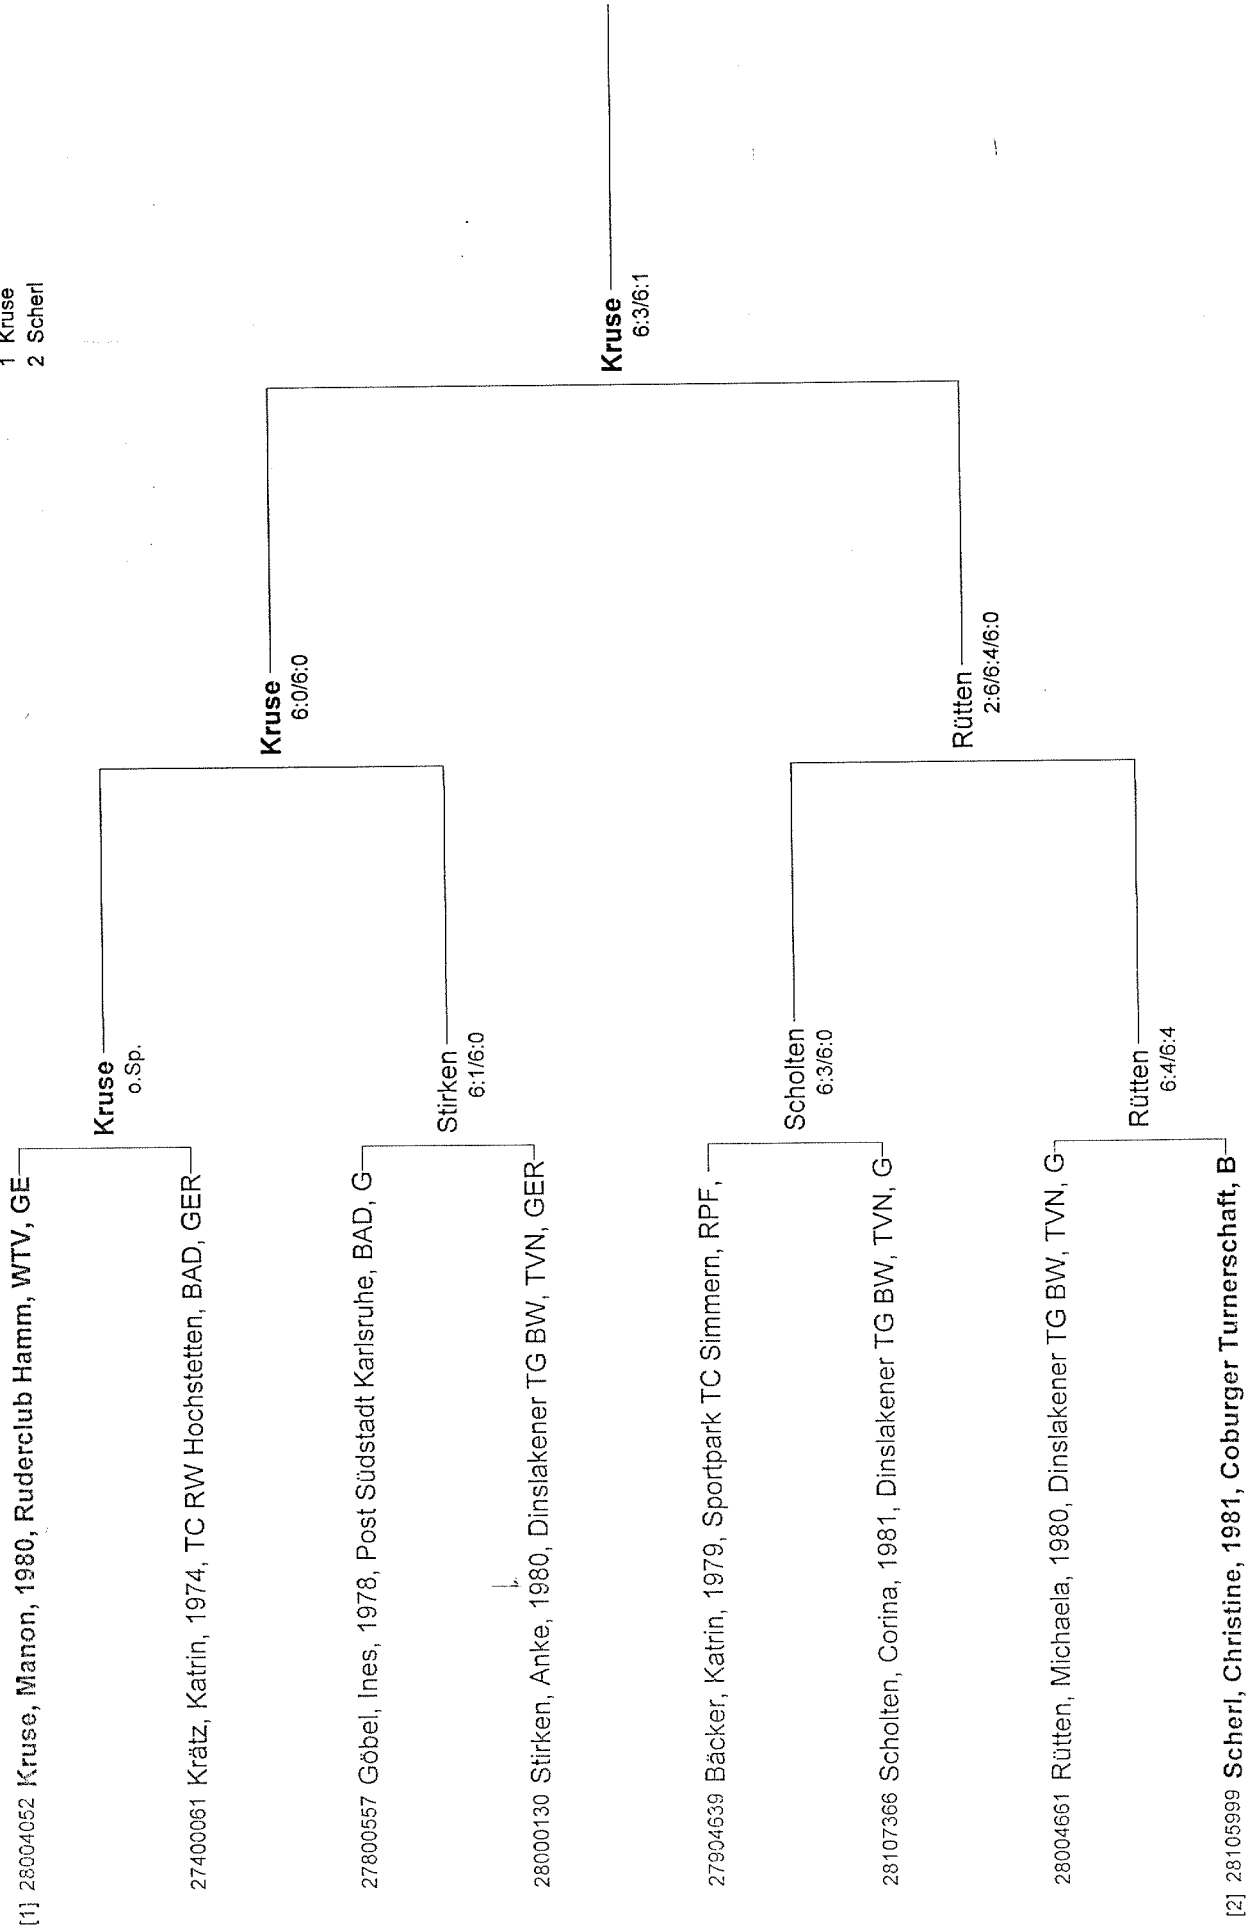 1 Kruse
2 Scherl
[1] 28004052 Kruse, Manon, 1980, Ruderclub Hamm, WTV, GE
27400061 Krätz, Katrin, 1974, TC RW Hochstetten, BAD, GER
27800557 Göbel, Ines, 1978, Post Südstadt Karlsruhe, BAD, G
28000130 Stirken, Anke, 1980, Dinslakener TG BW, TVN, GER
27904639 Bäcker, Katrin, 1979, Sportpark TC Simmern, RPF,
28107366 Scholten, Corina, 1981, Dinslakener TG BW, TVN, G
28004661 Rütten, Michaela, 1980, Dinslakener TG BW, TVN, G
[2] 28105999 Scherl, Christine, 1981, Coburger Turnerschaft, B
Kruse
o.Sp.
Stirken
6:1/6:0
Scholten
6:3/6:0
Rütten
6:4/6:4
Kruse
6:0/6:0
Rütten
2:6/6:4/6:0
Kruse
6:3/6:1